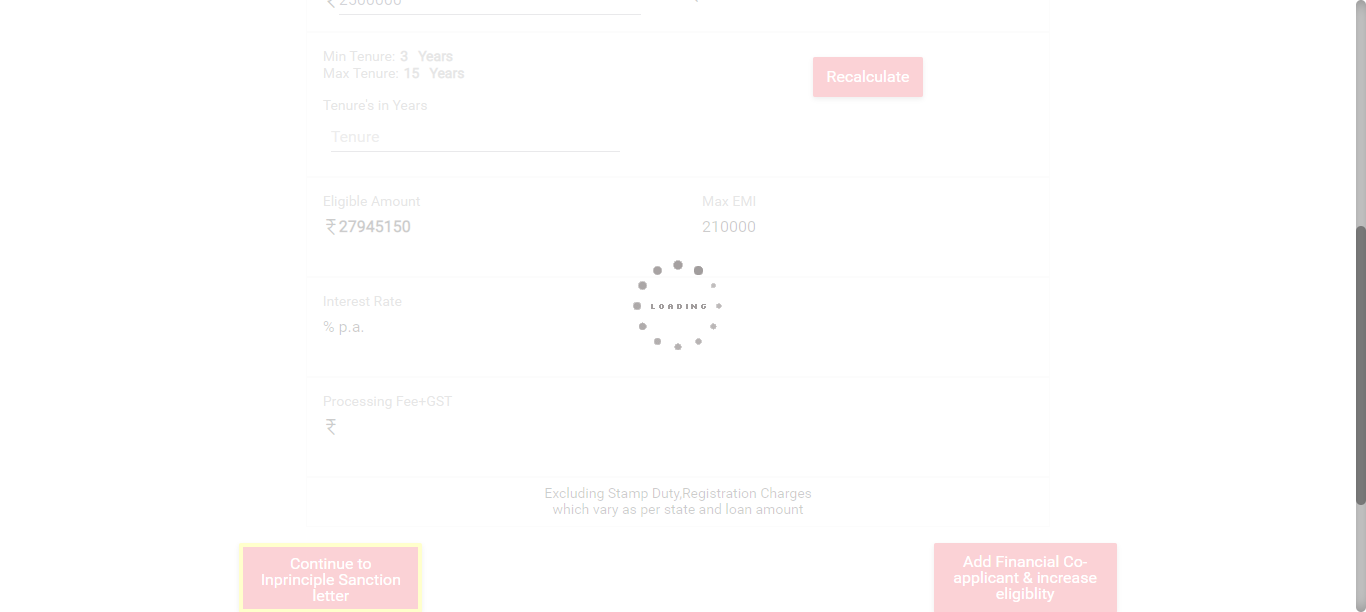 ₹ 2500000
Min Tenure: 3 Years
Max Tenure: 15 Years
Recalculate
Tenure's in Years
Tenure
Eligible Amount
Max EMI
₹ 27945150
210000
LOADING
Interest Rate
% p.a.
Processing Fee+GST
₹
Excluding Stamp Duty,Registration Charges
which vary as per state and loan amount
Continue to
Inprinciple Sanction
letter
Add Financial Co-
applicant & increase
eligiblity